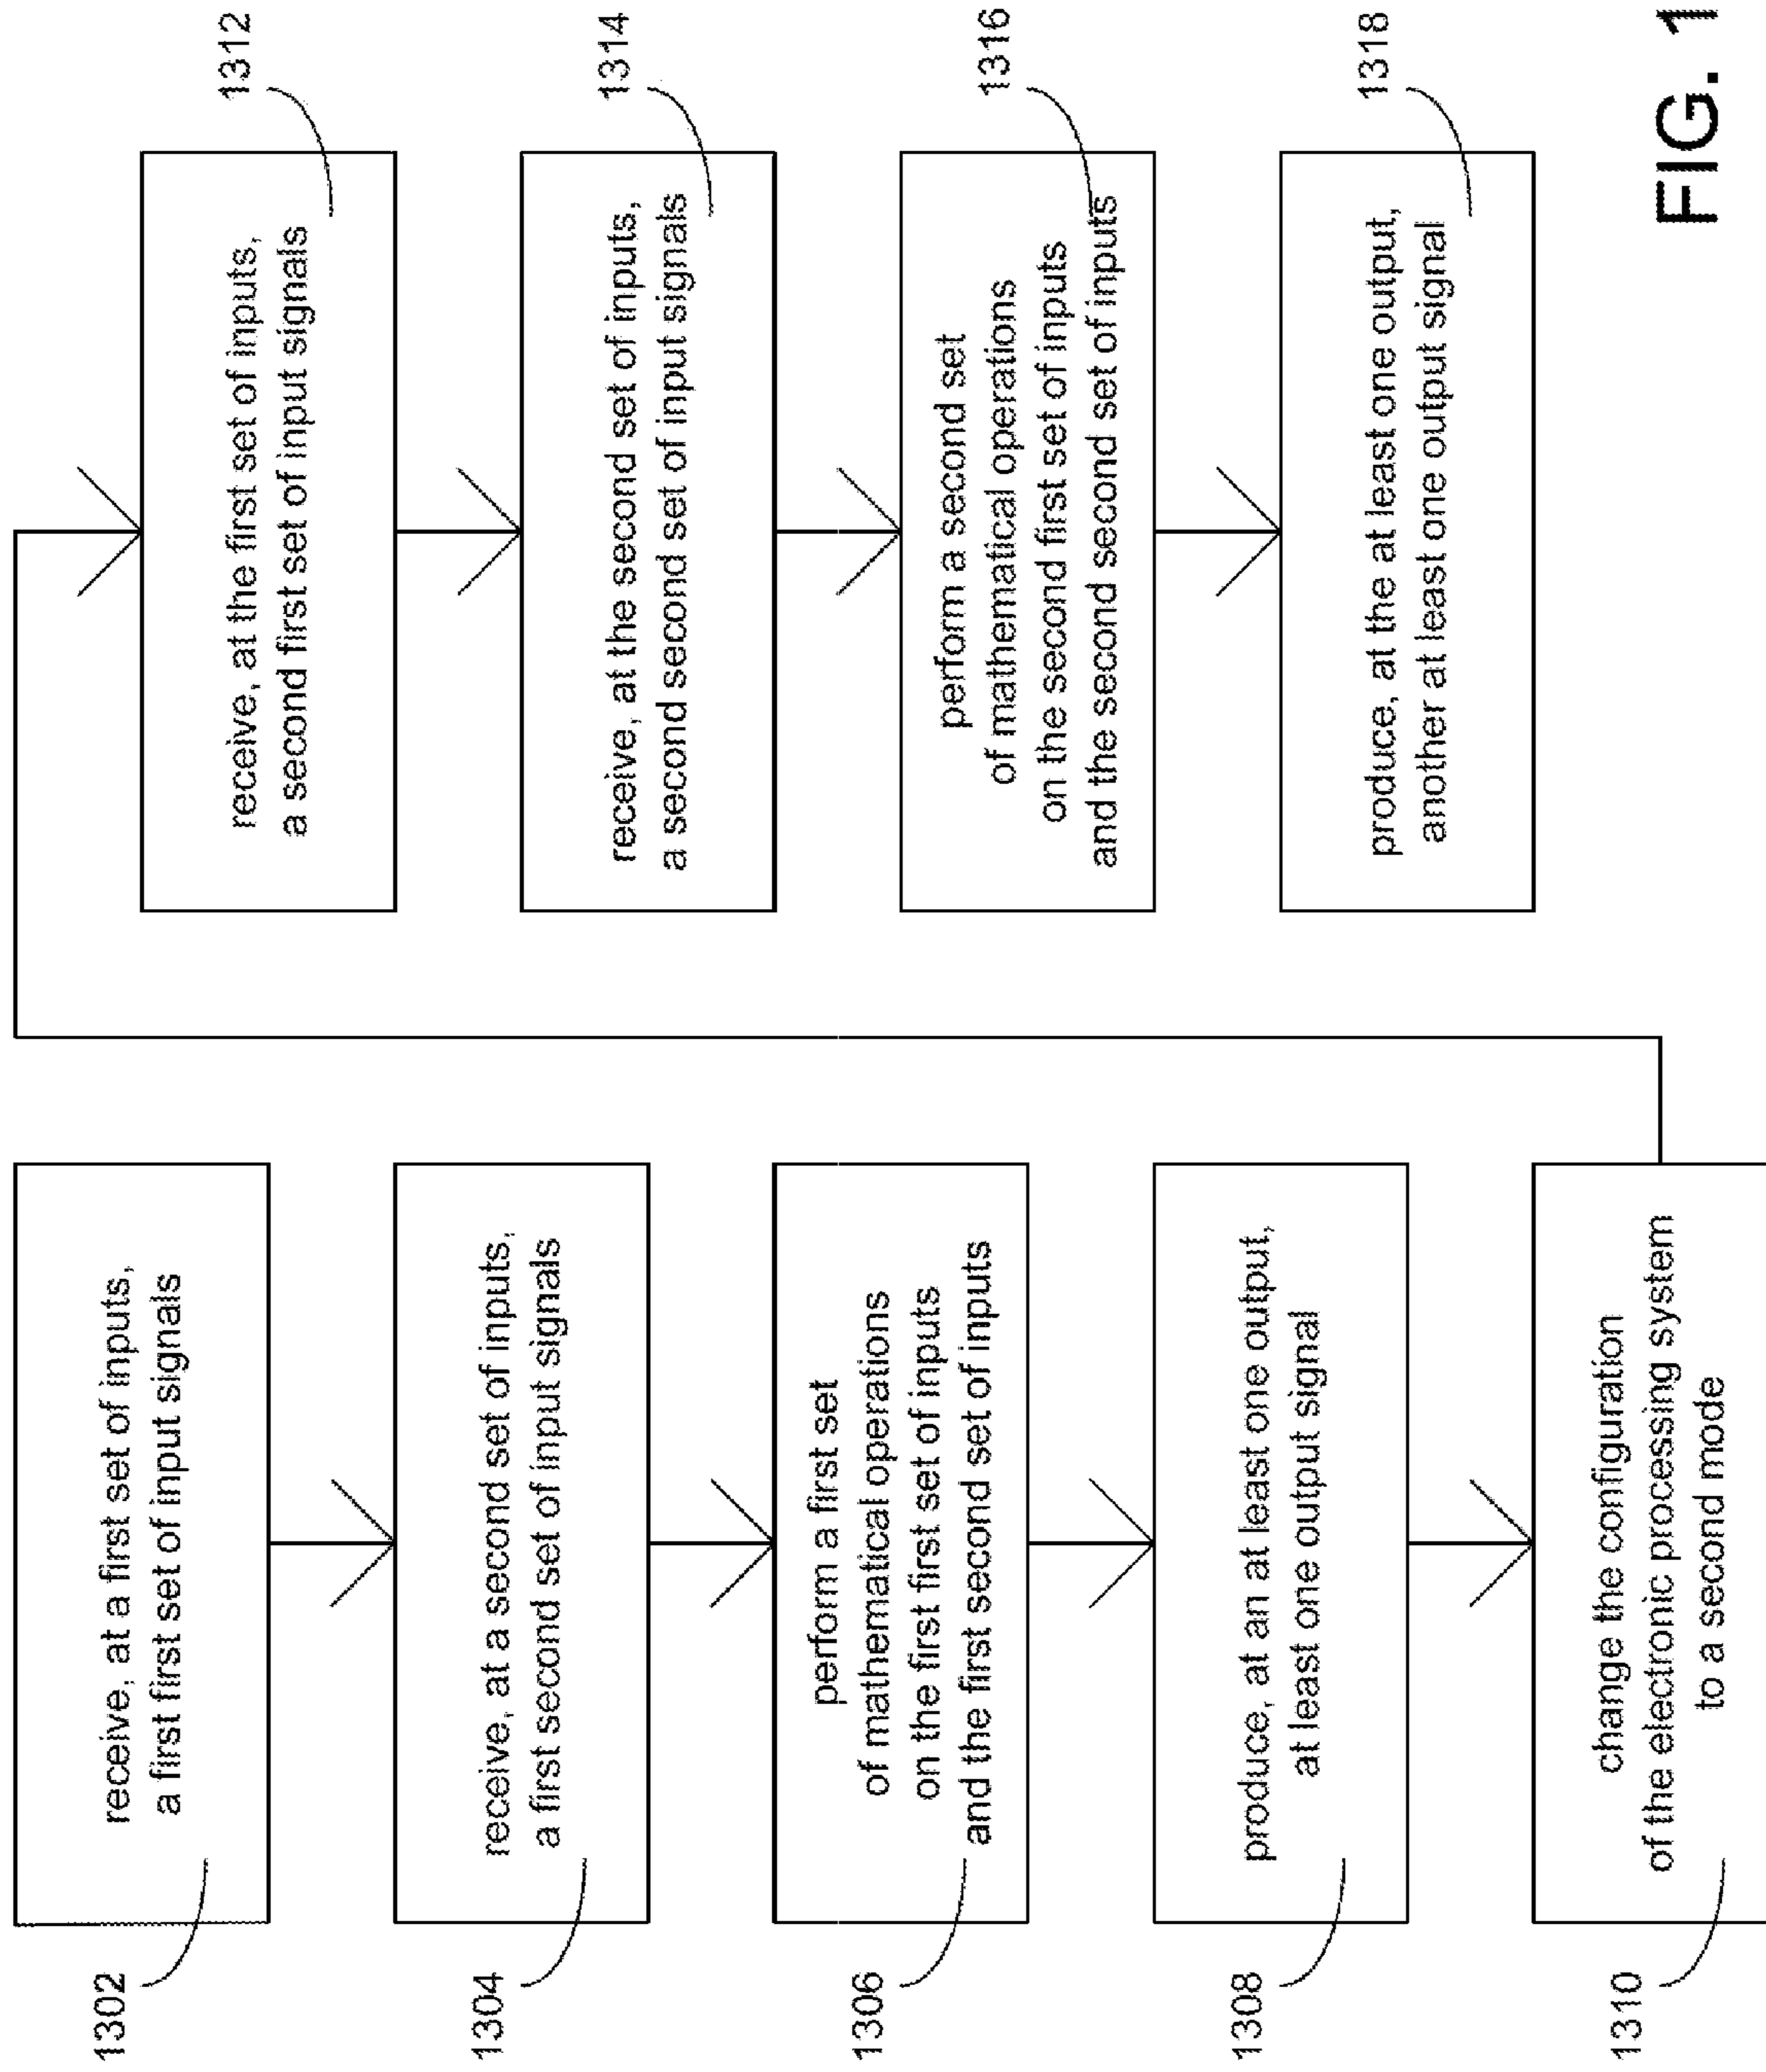 1302
receive, at a first set of inputs,
a first first set of input signals
1304
receive, at a second set of inputs,
a first second set of input signals
1306
perform a first set
of mathematical operations
on the first first set of inputs
and the first second set of inputs
1308
produce, at an at least one output,
at least one output signal
1310
change the configuration
of the electronic processing system
to a second mode
1312
receive, at the first set of inputs,
a second first set of input signals
1314
receive, at the second set of inputs,
a second second set of input signals
1316
perform a second set
of mathematical operations
on the second first set of inputs
and the second second set of inputs
1318
produce, at the at least one output,
another at least one output signal
FIG. 1